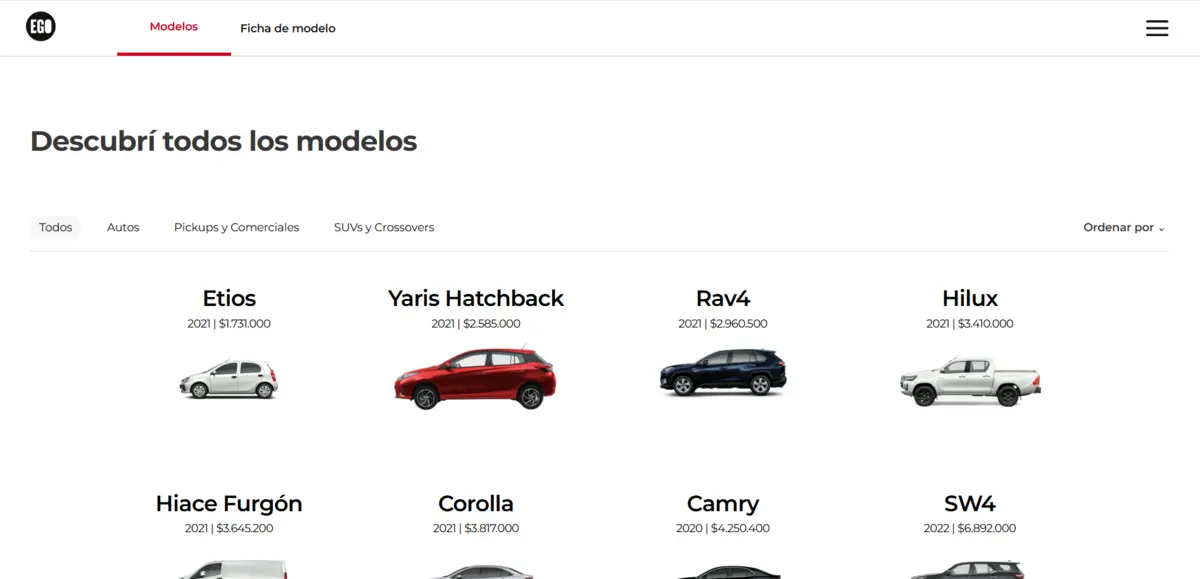 EGO
Modelos
Ficha de modelo
Descubrí todos los modelos
Todos
Autos
Pickups y Comerciales
SUVs y Crossovers
Ordenar por
Etios
2021 | $1.731.000
Yaris Hatchback
2021 | $2.585.000
Rav4
2021 | $2.960.500
Hilux
2021 | $3.410.000
Hiace Furgón
2021 | $3.645.200
Corolla
2021 | $3.817.000
Camry
2020 | $4.250.400
SW4
2022 | $6.892.000